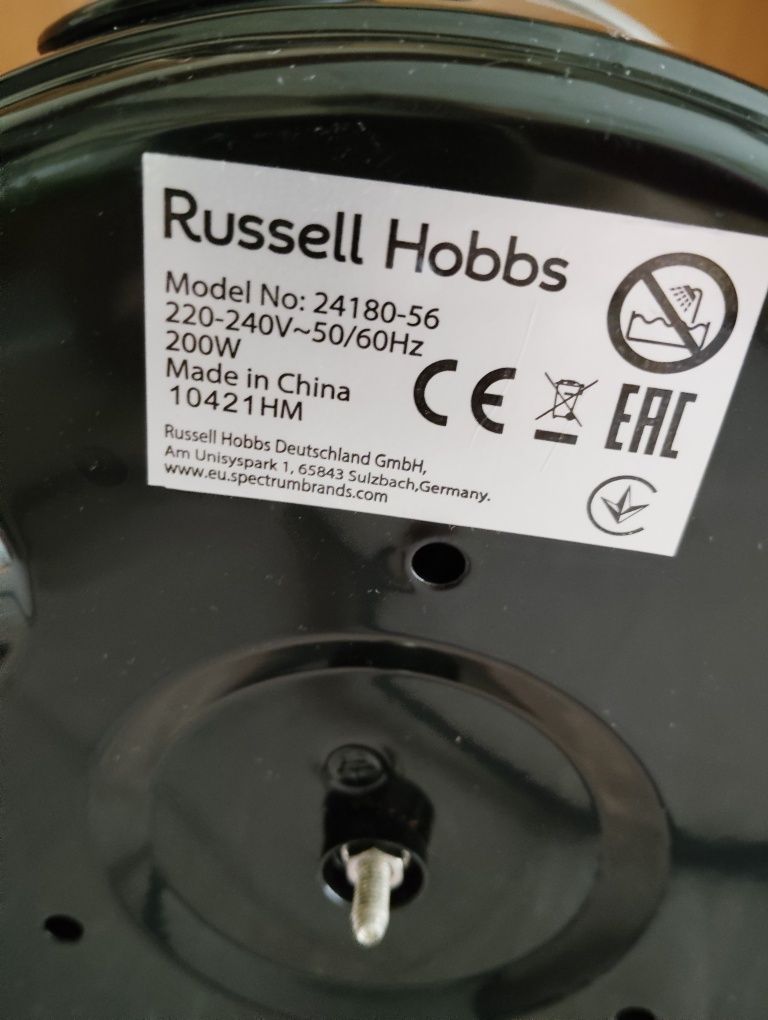 Russell Hobbs
Model No: 24180-56
220-240V~50/60Hz
200W
Made in China
10421HM
CE
EAC
Russell Hobbs Deutschland GmbH,
Am Unisyspark 1, 65843 Sulzbach,Germany.
www.eu.spectrumbrands.com